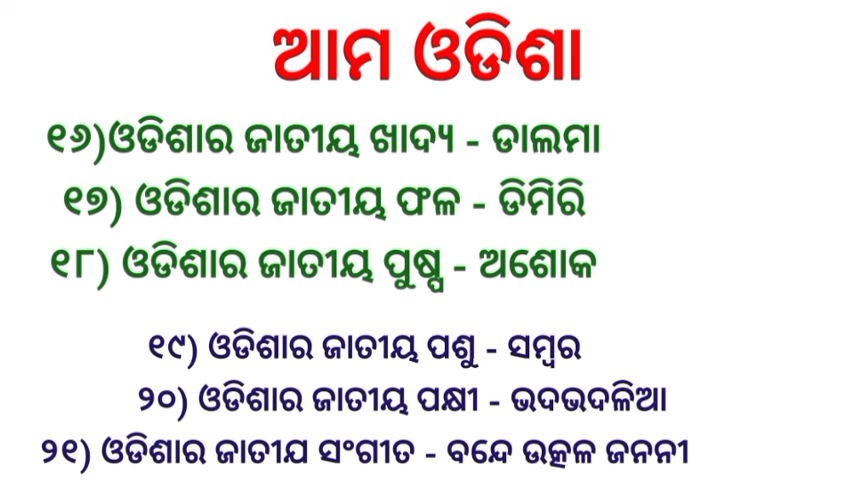 ଆମ ଓଡିଶା
୧୬)ଓଡିଶାର ଜାତୀୟ ଖାଦ୍ୟ - ଡାଲମା
୧୭) ଓଡିଶାର ଜାତୀୟ ଫଳ - ଡିମିରି
୧୮) ଓଡିଶାର ଜାତୀୟ ପୁଷ୍ପ - ଅଶୋକ
୧୯) ଓଡିଶାର ଜାତୀୟ ପଶୁ - ସମ୍ବର
୨୦) ଓଡିଶାର ଜାତୀୟ ପକ୍ଷୀ - ଭଦଭଦଳିଆ
୨୧) ଓଡିଶାର ଜାତୀଯ ସଂଗୀତ - ବନ୍ଦେ ଉତ୍କଳ ଜନନୀ